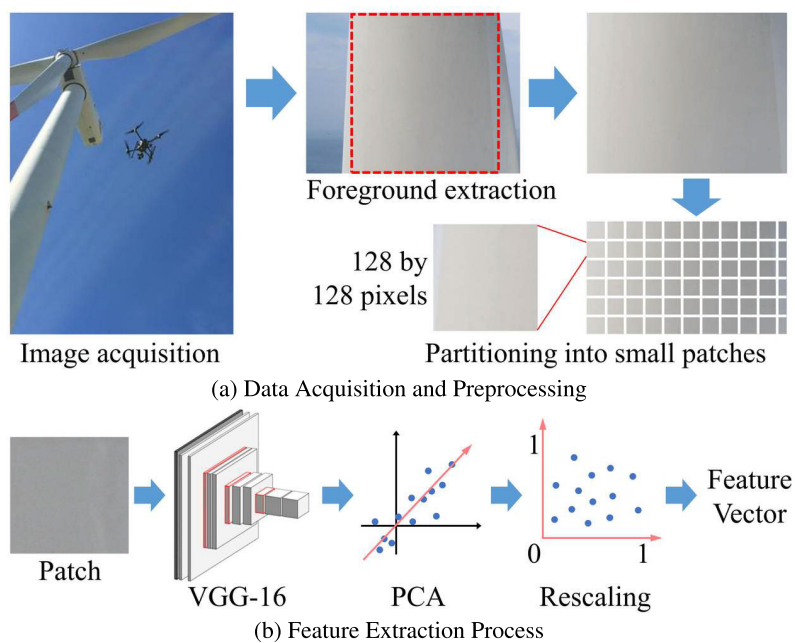 Foreground extraction
128 by
128 pixels
Image acquisition
Partitioning into small patches
(a) Data Acquisition and Preprocessing
1
0
1
Feature
Vector
Patch
VGG-16
PCA
Rescaling
(b) Feature Extraction Process